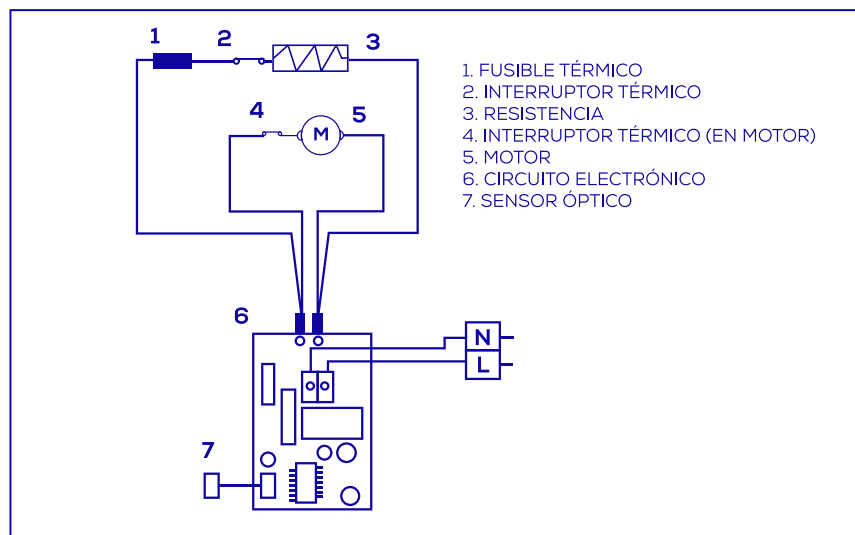 1
2
3
4
5
M
6
7
N
L
1. FUSIBLE TÉRMICO
2. INTERRUPTOR TÉRMICO
3. RESISTENCIA
4. INTERRUPTOR TÉRMICO (EN MOTOR)
5. MOTOR
6. CIRCUITO ELECTRÓNICO
7. SENSOR ÓPTICO